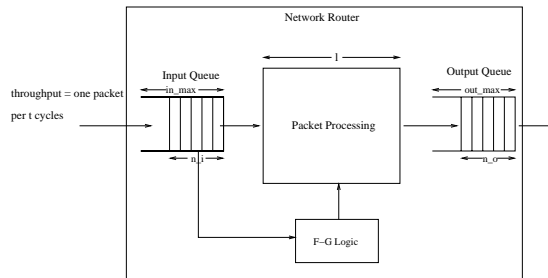 Network Router
Input Queue
in_max
throughput = one packet
per t cycles
n_i
l
Packet Processing
Output Queue
out_max
n_o
F-G Logic